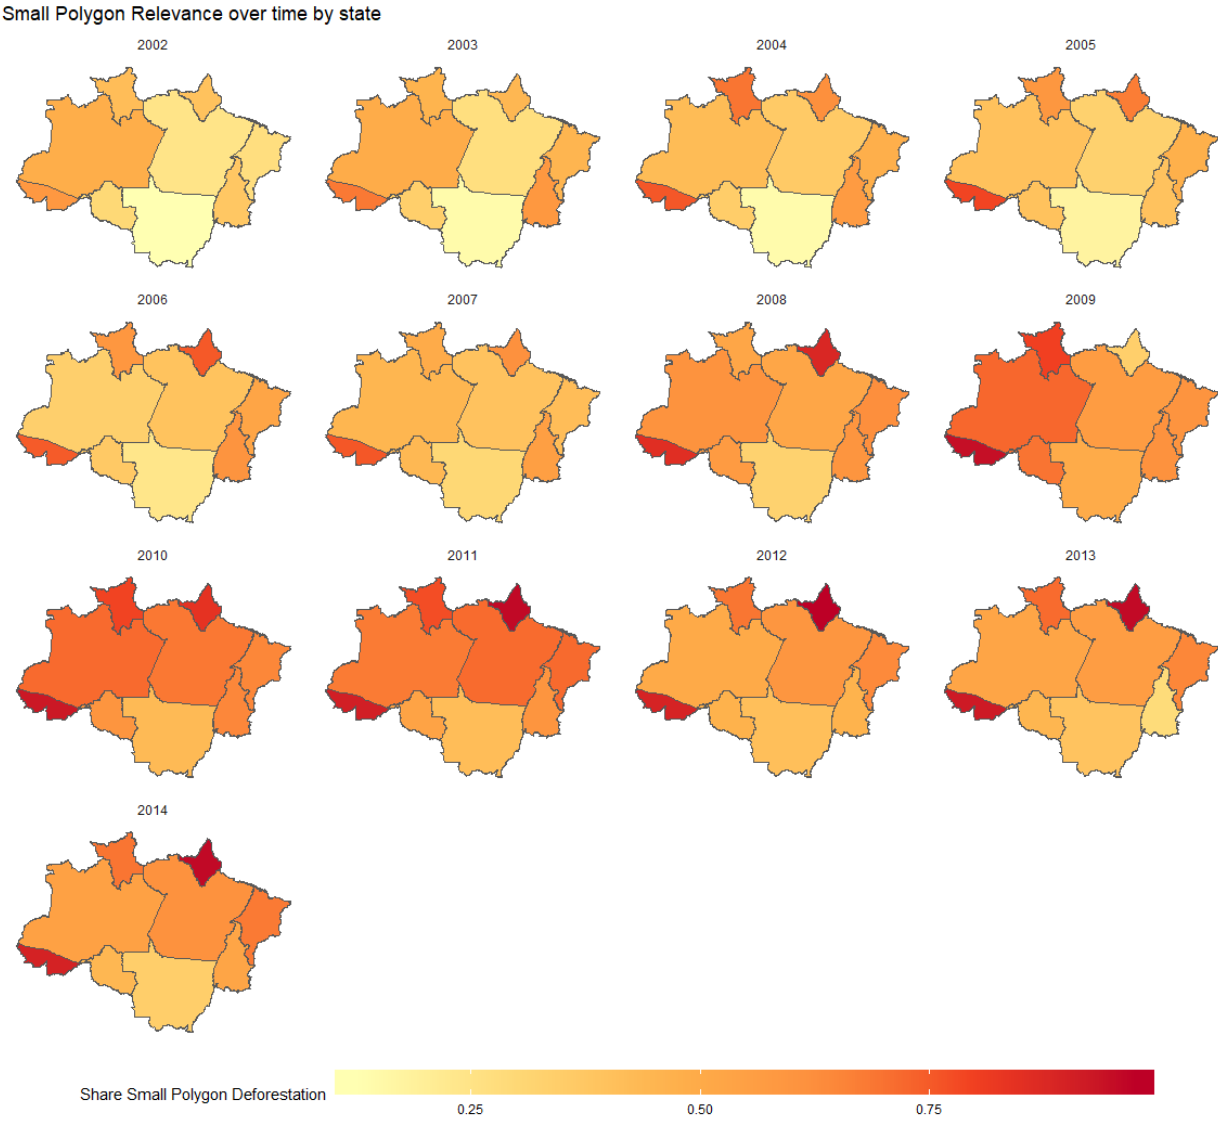 Small Polygon Relevance over time by state
2002 2003 2004 2005
2006 2007 2008 2009
2010 2011 2012 2013
2014
Share Small Polygon Deforestation
0.25 0.50 0.75